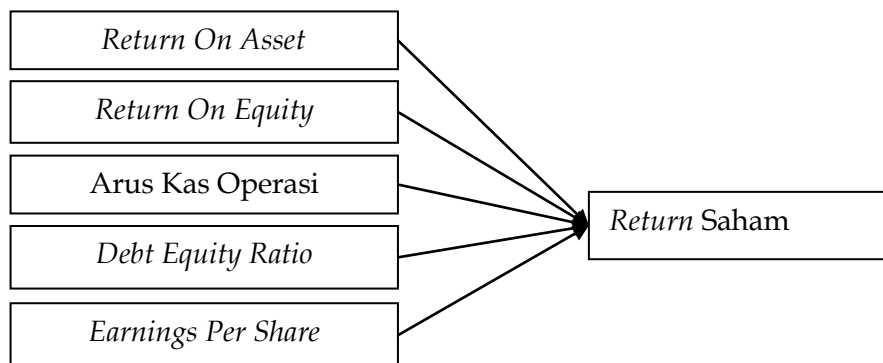 Return On Asset
Return On Equity
Arus Kas Operasi
Return Saham
Debt Equity Ratio
Earnings Per Share